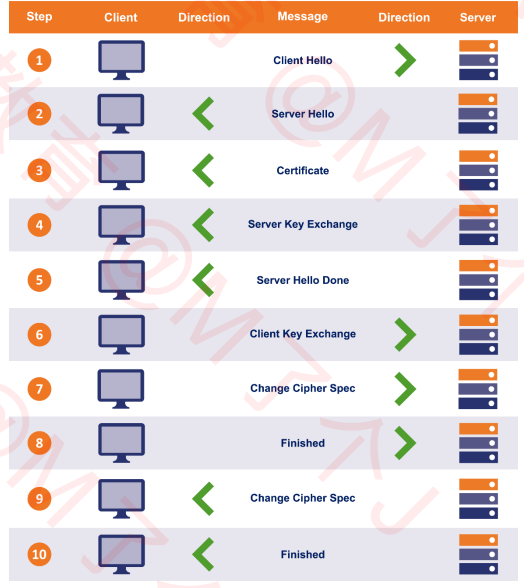 Step Client Direction Message Direction Server
1 Client Hello
2 Server Hello
3 Certificate
4 Server Key Exchange
5 Server Hello Done
6 Client Key Exchange
7 Change Cipher Spec
8 Finished
9 Change Cipher Spec
10 Finished